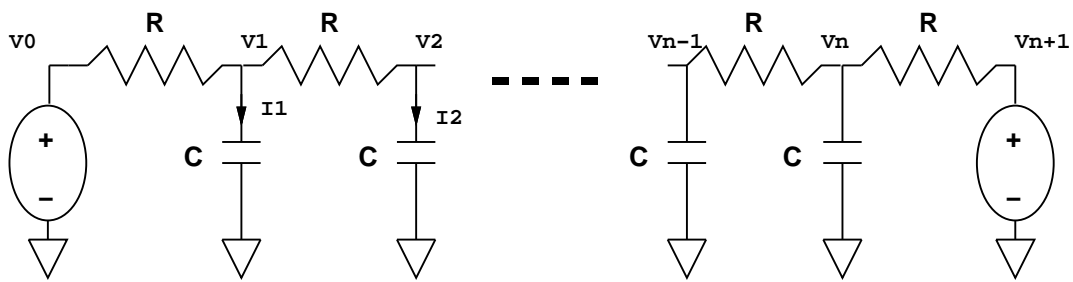 R R R R
V0 V1 V2 Vn-1 Vn Vn+1
I1 I2
+ +
C C C C
− −